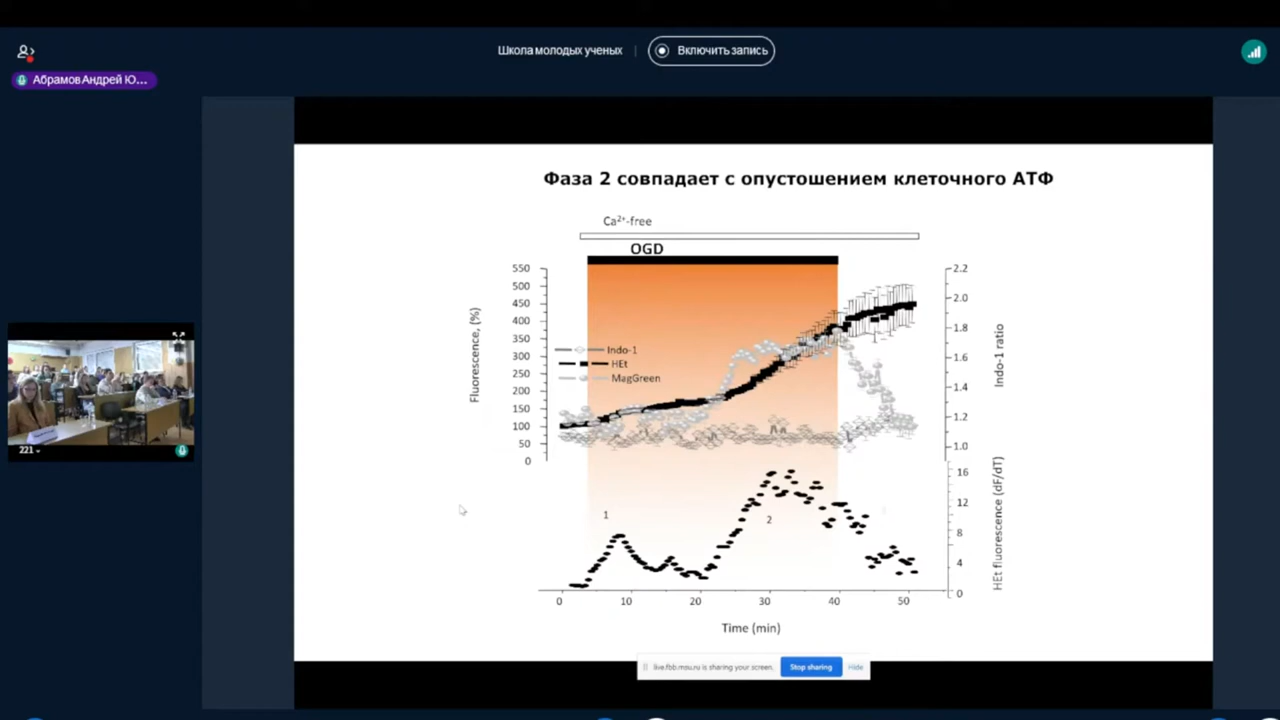 Школа молодых ученых
Включить запись
Абрамов Андрей Ю...
221
Фаза 2 совпадает с опустошением клеточного АТФ
Ca2+-free
OGD
550
500
450
400
350
300
250
200
150
100
50
0
Fluorescence, (%)
Indo-1
HEt
MagGreen
2.2
2.0
1.8
1.6
1.4
1.2
1.0
Indo-1 ratio
16
12
8
4
0
HEt fluorescence (dF/dT)
1
2
0 10 20 30 40 50
Time (min)
live.fbb.msu.ru is sharing your screen.
Stop sharing
Hide